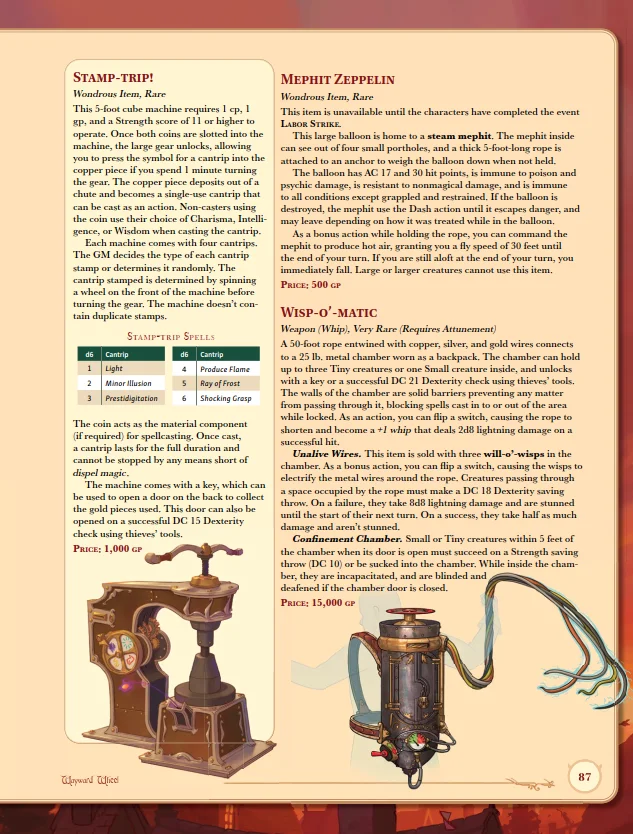 STAMP-TRIP!
Wondrous Item, Rare
This 5-foot cube machine requires 1 cp, 1
gp, and a Strength score of 11 or higher to
operate. Once both coins are slotted into the
machine, the large gear unlocks, allowing
you to press the symbol for a cantrip into the
copper piece if you spend 1 minute turning
the gear. The copper piece deposits out of a
chute and becomes a single-use cantrip that
can be cast as an action. Non-casters using
the coin use their choice of Charisma, Intelli-
gence, or Wisdom when casting the cantrip.
Each machine comes with four cantrips.
The GM decides the type of each cantrip
stamp or determines it randomly. The
cantrip stamped is determined by spinning
a wheel on the front of the machine before
turning the gear. The machine doesn't con-
tain duplicate stamps.
STAMP-TRIP SPELLS
d6 Cantrip d6 Cantrip
1 Light 4 Produce Flame
2 Minor Illusion 5 Ray of Frost
3 Prestidigitation 6 Shocking Grasp
The coin acts as the material component
(if required) for spellcasting. Once cast,
a cantrip lasts for the full duration and
cannot be stopped by any means short of
dispel magic.
The machine comes with a key, which can
be used to open a door on the back to collect
the gold pieces used. This door can also be
opened on a successful DC 15 Dexterity
check using thieves' tools.
PRICE: 1,000 GP
MEPHIT ZEPPELIN
Wondrous Item, Rare
This item is unavailable until the characters have completed the event
LABOR STRIKE.
This large balloon is home to a steam mephit. The mephit inside
can see out of four small portholes, and a thick 5-foot-long rope is
attached to an anchor to weigh the balloon down when not held.
The balloon has AC 17 and 30 hit points, is immune to poison and
psychic damage, is resistant to nonmagical damage, and is immune
to all conditions except grappled and restrained. If the balloon is
destroyed, the mephit use the Dash action until it escapes danger, and
may leave depending on how it was treated while in the balloon.
As a bonus action while holding the rope, you can command the
mephit to produce hot air, granting you a fly speed of 30 feet until
the end of your turn. If you are still aloft at the end of your turn, you
immediately fall. Large or larger creatures cannot use this item.
PRICE: 500 GP
WISP-O'-MATIC
Weapon (Whip), Very Rare (Requires Attunement)
A 50-foot rope entwined with copper, silver, and gold wires connects
to a 25 lb. metal chamber worn as a backpack. The chamber can hold
up to three Tiny creatures or one Small creature inside, and unlocks
with a key or a successful DC 21 Dexterity check using thieves' tools.
The walls of the chamber are solid barriers preventing any matter
from passing through it, blocking spells cast in to or out of the area
while locked. As an action, you can flip a switch, causing the rope to
shorten and become a +1 whip that deals 2d8 lightning damage on a
successful hit.
Unalive Wires. This item is sold with three will-o'-wisps in the
chamber. As a bonus action, you can flip a switch, causing the wisps to
electrify the metal wires around the rope. Creatures passing through
a space occupied by the rope must make a DC 18 Dexterity saving
throw. On a failure, they take 8d8 lightning damage and are stunned
until the start of their next turn. On a success, they take half as much
damage and aren't stunned.
Confinement Chamber. Small or Tiny creatures within 5 feet of
the chamber when its door is open must succeed on a Strength saving
throw (DC 10) or be sucked into the chamber. While inside the cham-
ber, they are incapacitated, and are blinded and
deafened if the chamber door is closed.
PRICE: 15,000 GP
Wayward Wheel
87